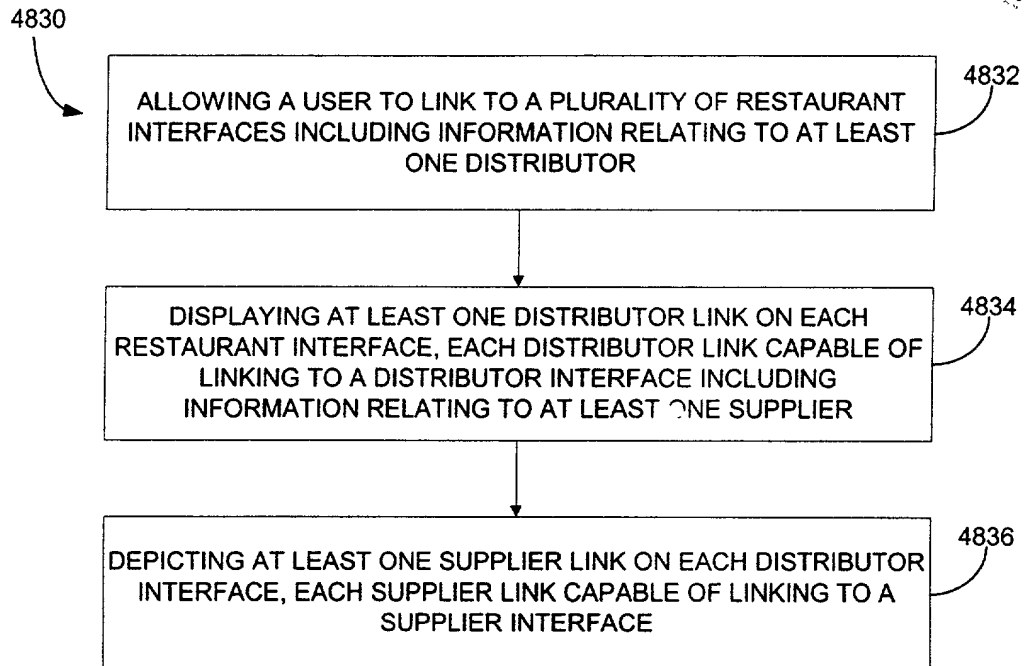 4830
4832
ALLOWING A USER TO LINK TO A PLURALITY OF RESTAURANT
INTERFACES INCLUDING INFORMATION RELATING TO AT LEAST
ONE DISTRIBUTOR
4834
DISPLAYING AT LEAST ONE DISTRIBUTOR LINK ON EACH
RESTAURANT INTERFACE, EACH DISTRIBUTOR LINK CAPABLE OF
LINKING TO A DISTRIBUTOR INTERFACE INCLUDING
INFORMATION RELATING TO AT LEAST ONE SUPPLIER
4836
DEPICTING AT LEAST ONE SUPPLIER LINK ON EACH DISTRIBUTOR
INTERFACE, EACH SUPPLIER LINK CAPABLE OF LINKING TO A
SUPPLIER INTERFACE